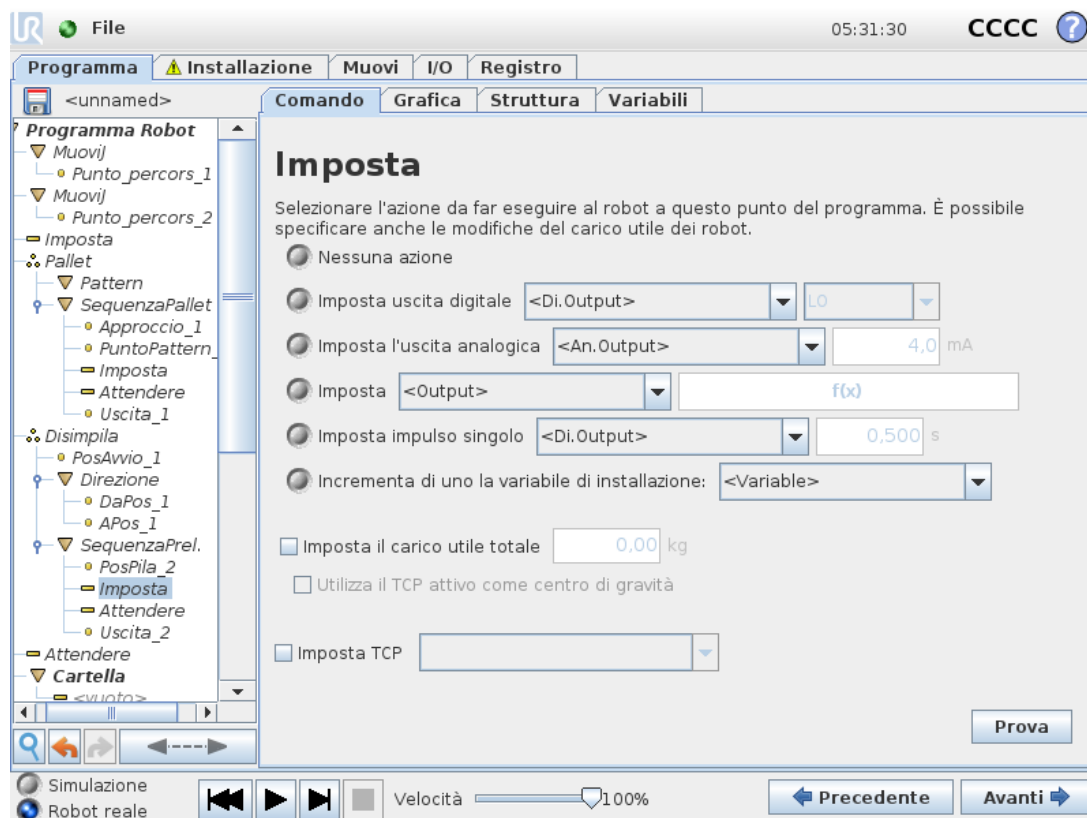 UR File 05:31:30 CCCC ?
Programma Installazione Muovi I/O Registro
<unnamed>
Comando Grafica Struttura Variabili
Programma Robot
MuoviJ
Punto_percors_1
MuoviJ
Punto_percors_2
Imposta
Pallet
Pattern
SequenzaPallet
Approccio_1
PuntoPattern_
Imposta
Attendere
Uscita_1
Disimpila
PosAvvio_1
Direzione
DaPos_1
APos_1
SequenzaPrel.
PosPila_2
Imposta
Attendere
Uscita_2
Attendere
Cartella
<vuoto>
Imposta
Selezionare l'azione da far eseguire al robot a questo punto del programma. È possibile
specificare anche le modifiche del carico utile dei robot.
Nessuna azione
Imposta uscita digitale <Di.Output> LO
Imposta l'uscita analogica <An.Output> 4,0 mA
Imposta <Output> f(x)
Imposta impulso singolo <Di.Output> 0,500 s
Incrementa di uno la variabile di installazione: <Variable>
Imposta il carico utile totale 0,00 kg
Utilizza il TCP attivo come centro di gravità
Imposta TCP
Prova
Simulazione
Robot reale
Velocità 100%
Precedente Avanti